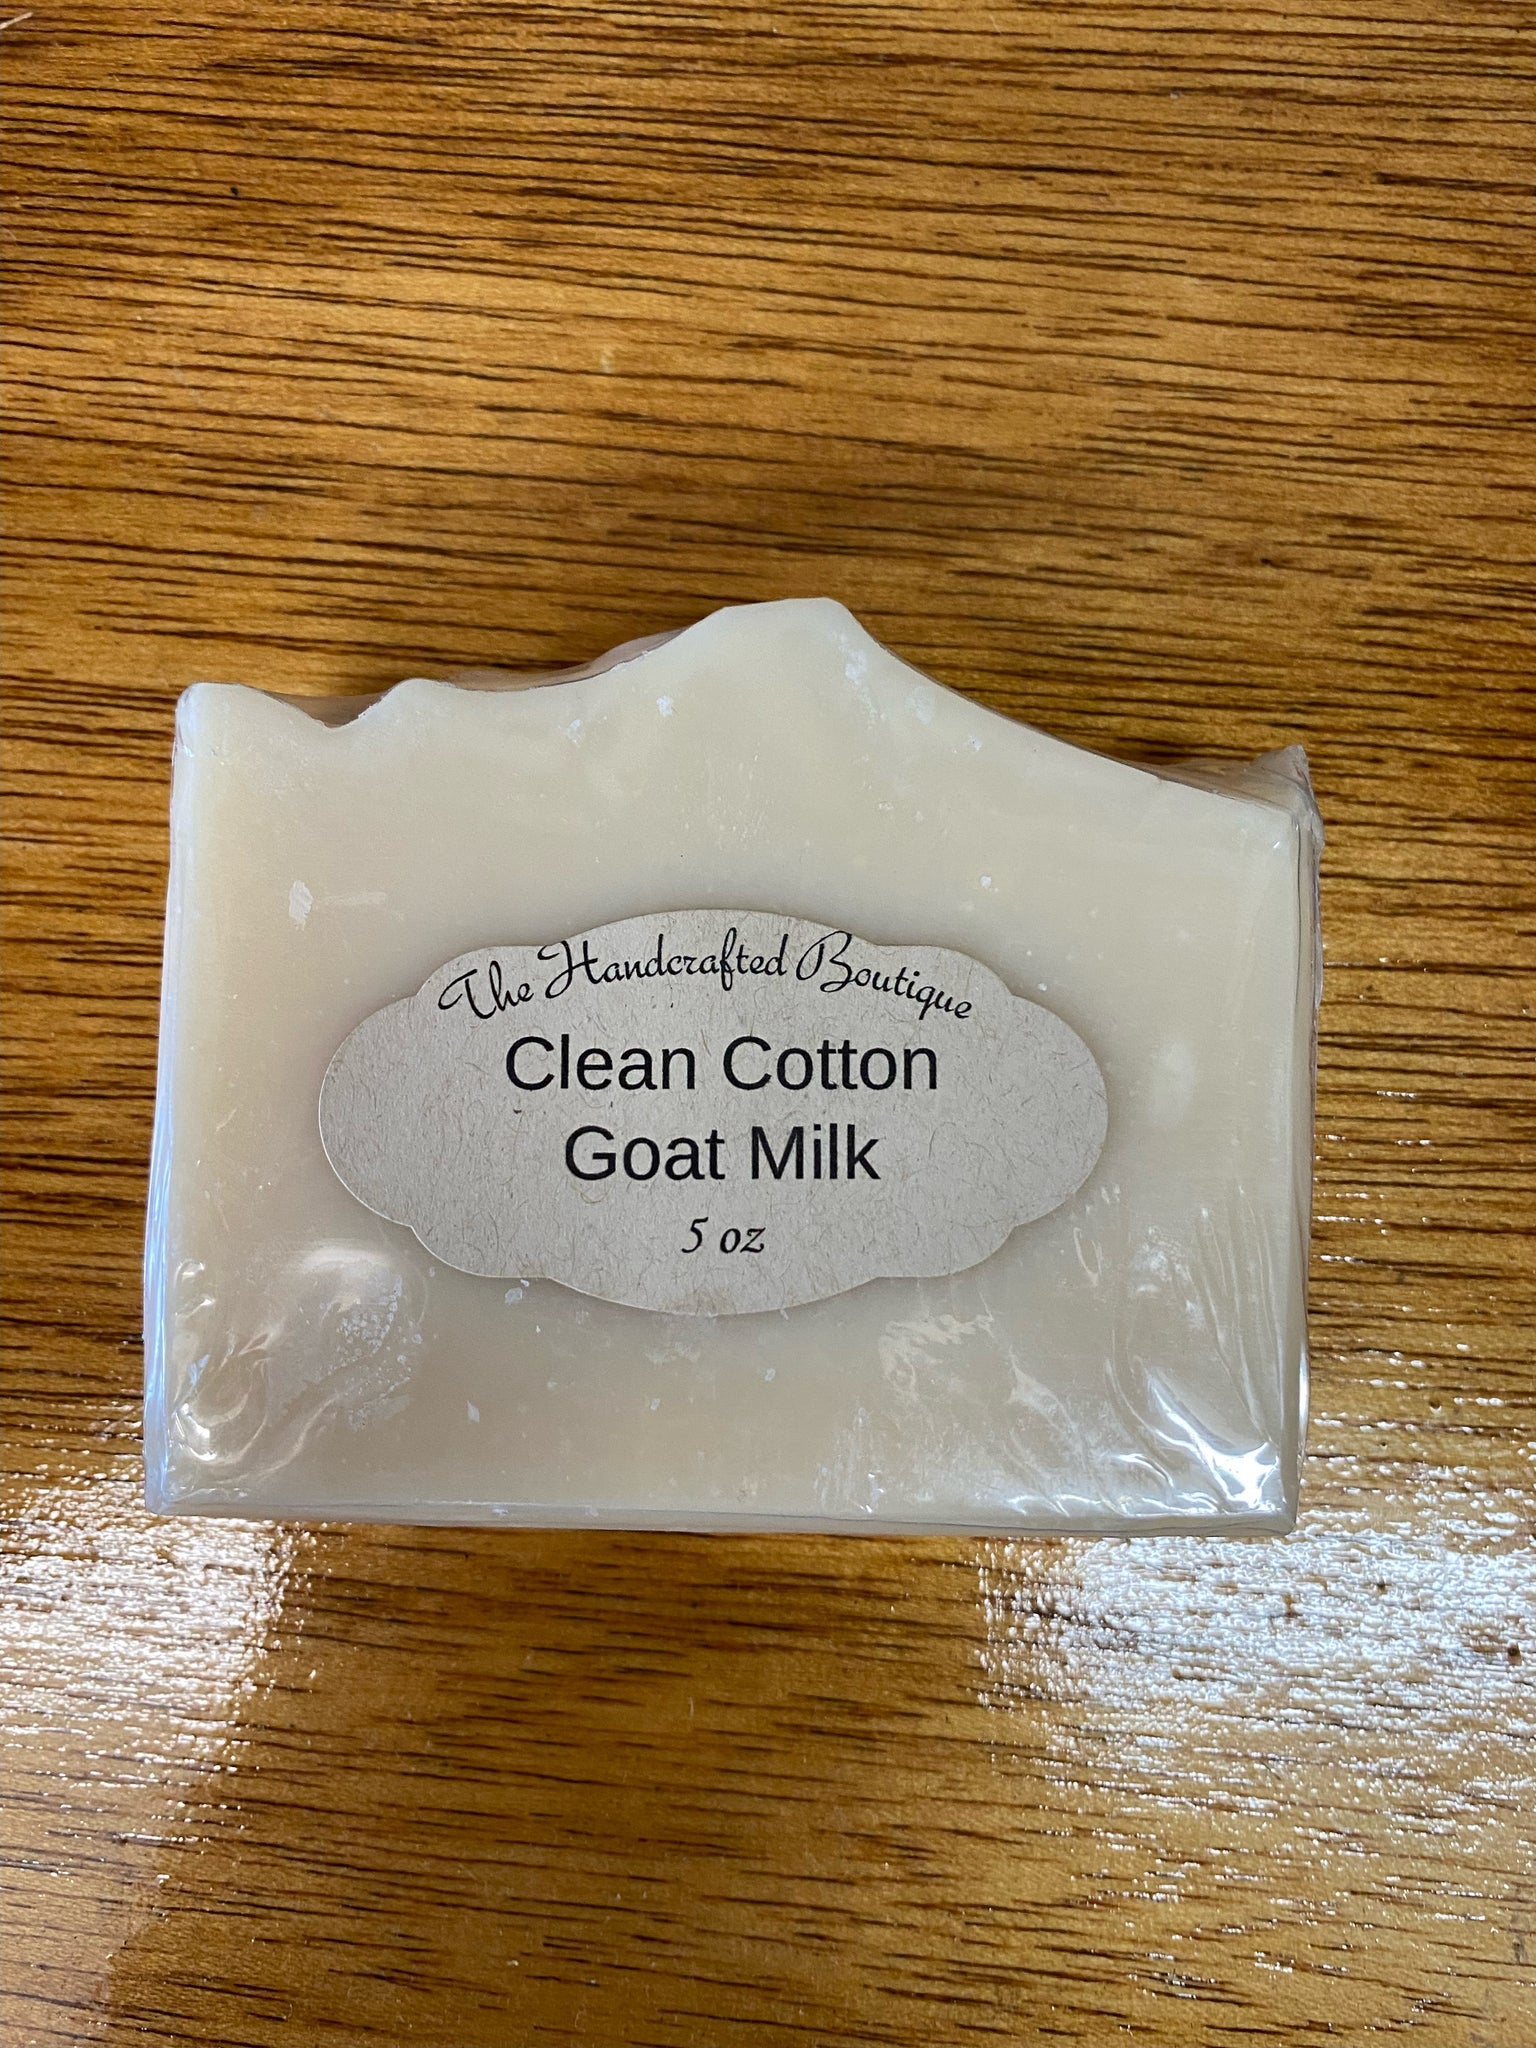 The Handcrafted Boutique
Clean Cotton
Goat Milk
5 oz